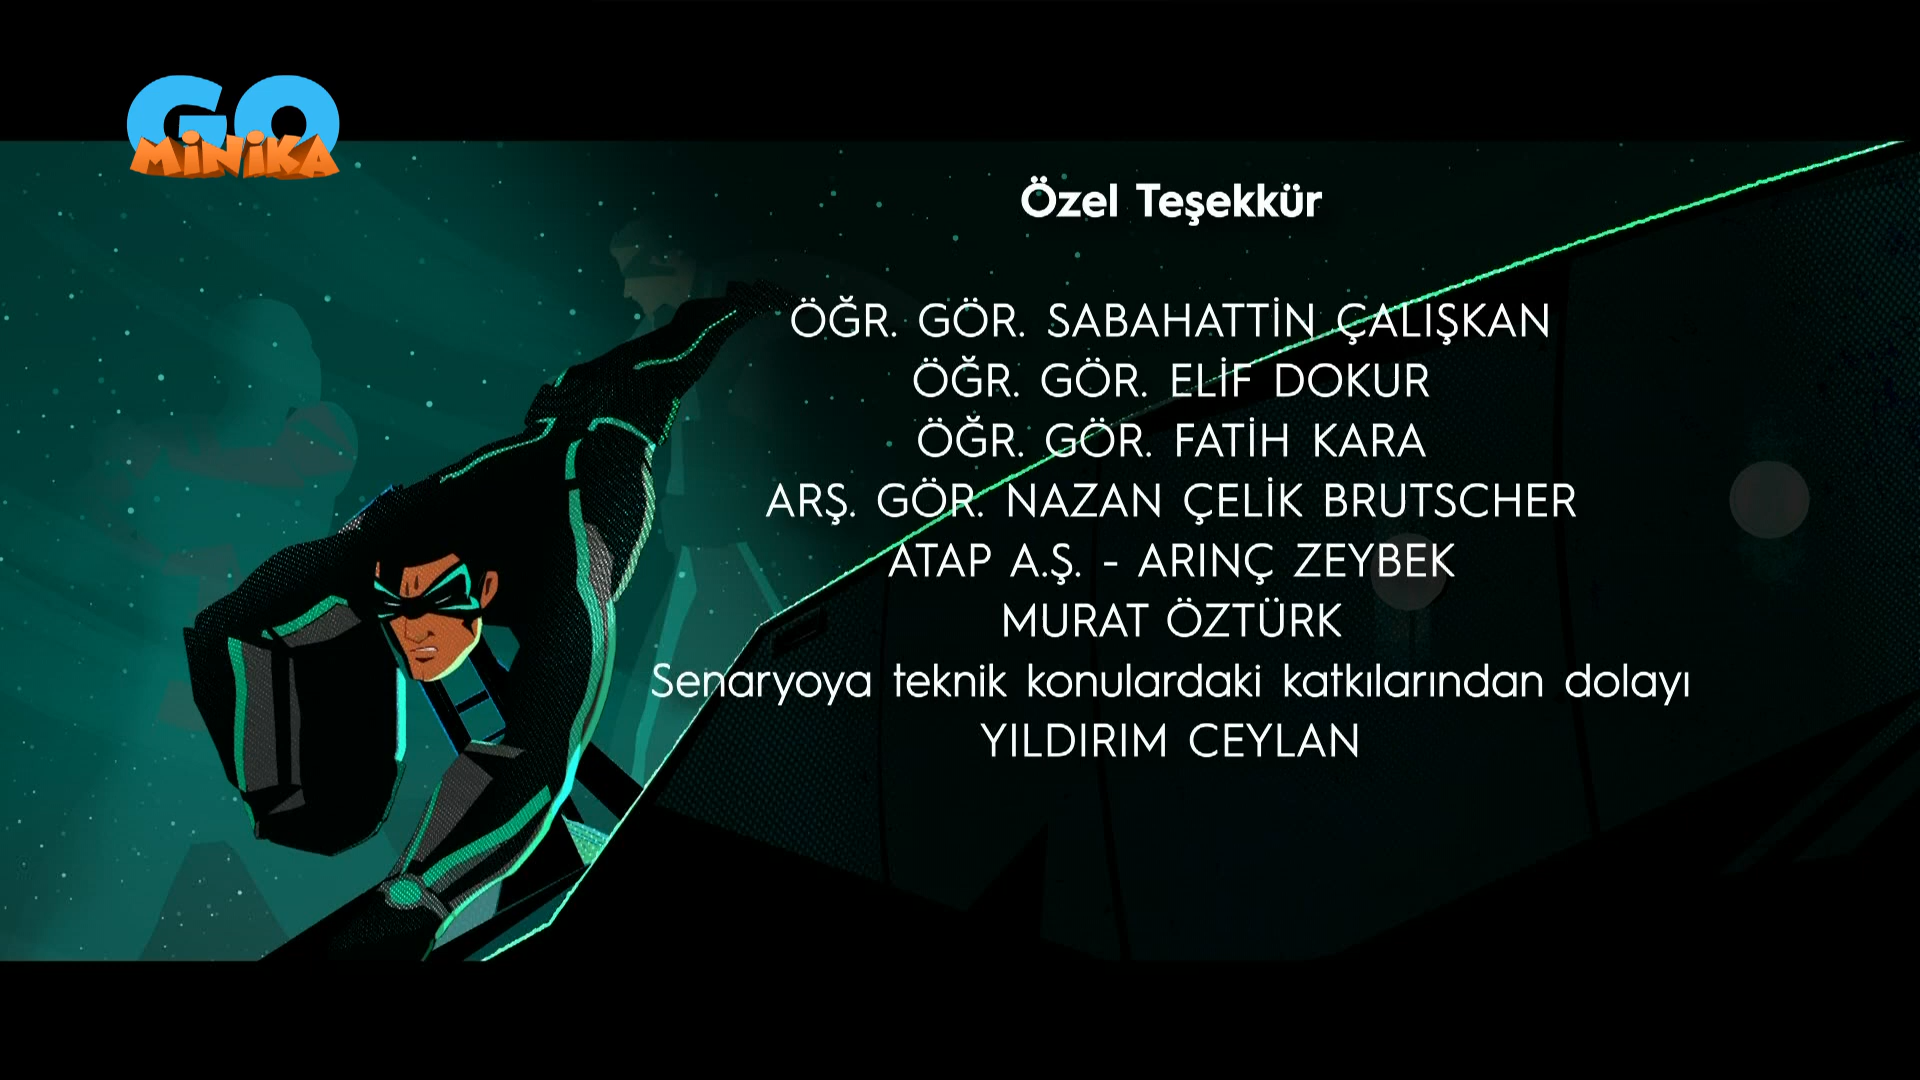 GO
MiNiKA
Özel Teşekkür
ÖĞR. GÖR. SABAHATTİN ÇALIŞKAN
ÖĞR. GÖR. ELİF DOKUR
ÖĞR. GÖR. FATİH KARA
ARŞ. GÖR. NAZAN ÇELİK BRUTSCHER
ATAP A.Ş. - ARINÇ ZEYBEK
MURAT ÖZTÜRK
Senaryoya teknik konulardaki katkılarından dolayı
YILDIRIM CEYLAN